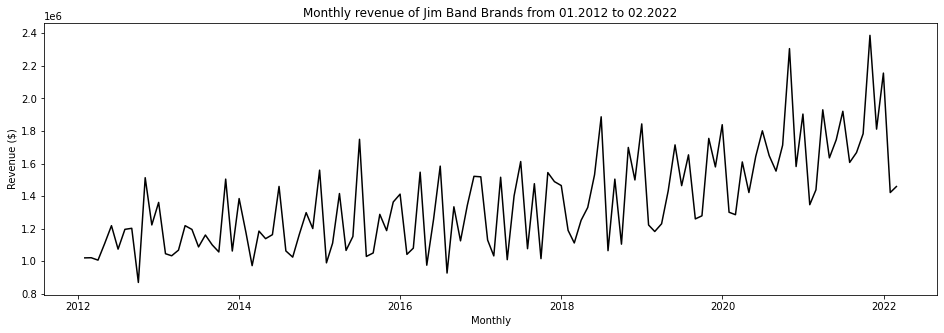 Monthly revenue of Jim Band Brands from 01.2012 to 02.2022
1e6
2.4
2.2
2.0
1.8
1.6
1.4
1.2
1.0
0.8
Revenue ($)
2012 2014 2016 2018 2020 2022
Monthly